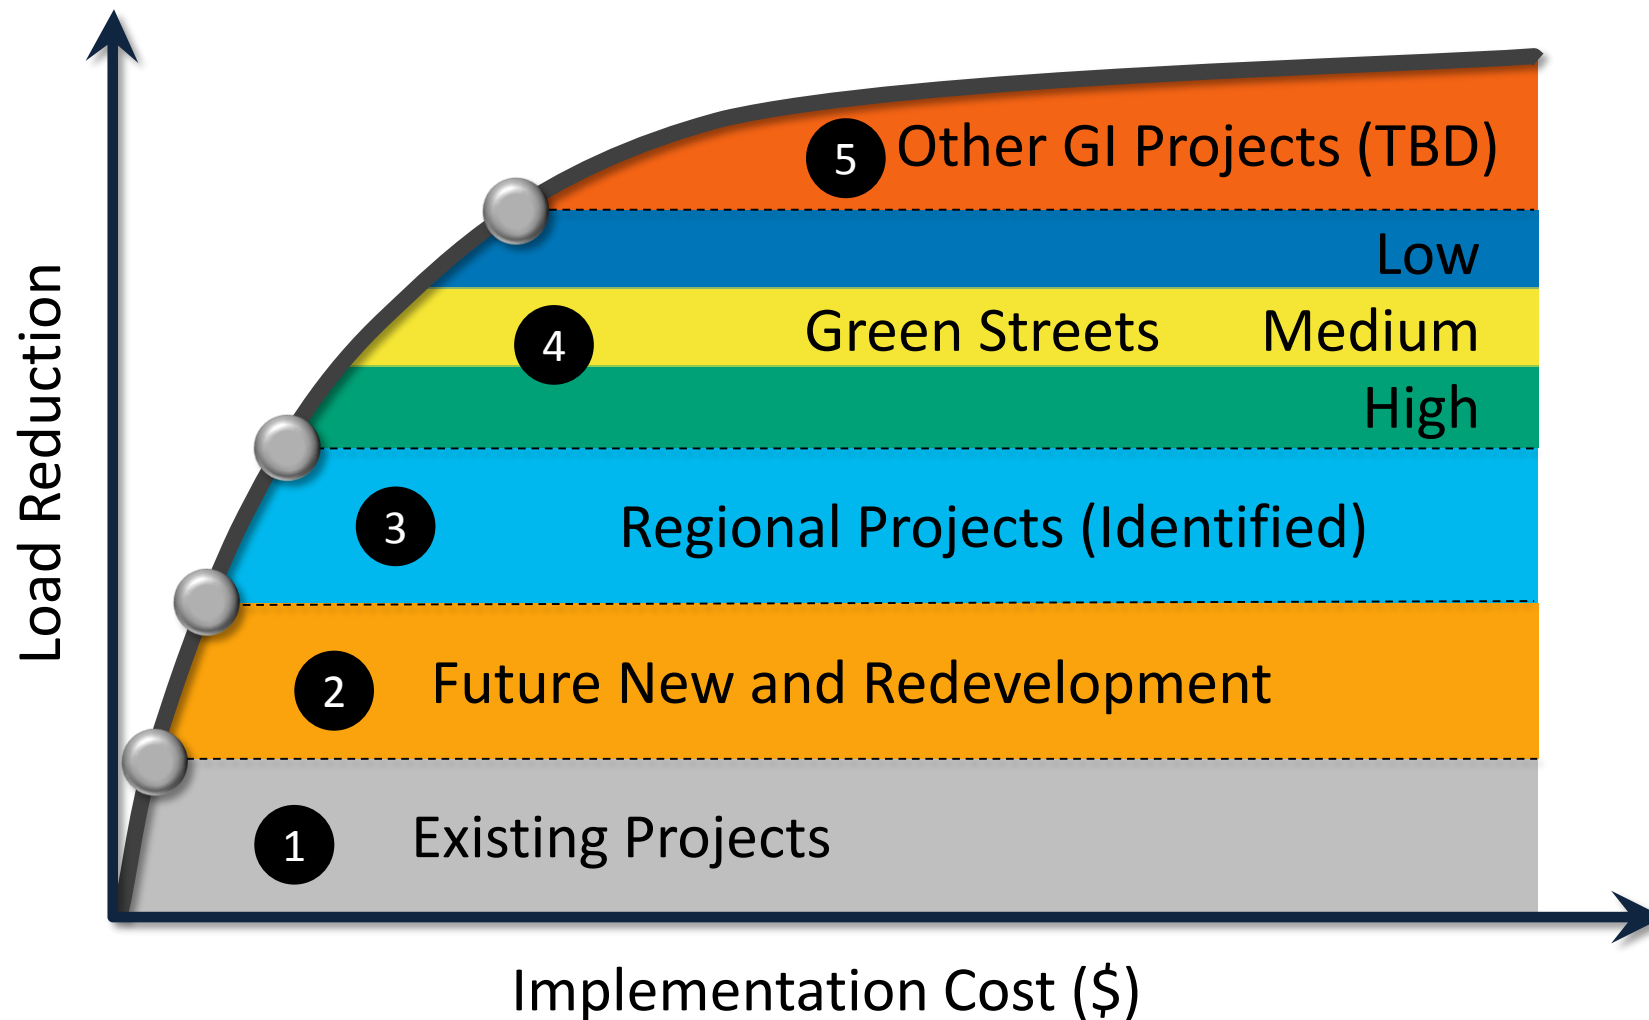 5 Other GI Projects (TBD)
Low
4 Green Streets Medium
High
3 Regional Projects (Identified)
2 Future New and Redevelopment
1 Existing Projects
Load Reduction
Implementation Cost ($)